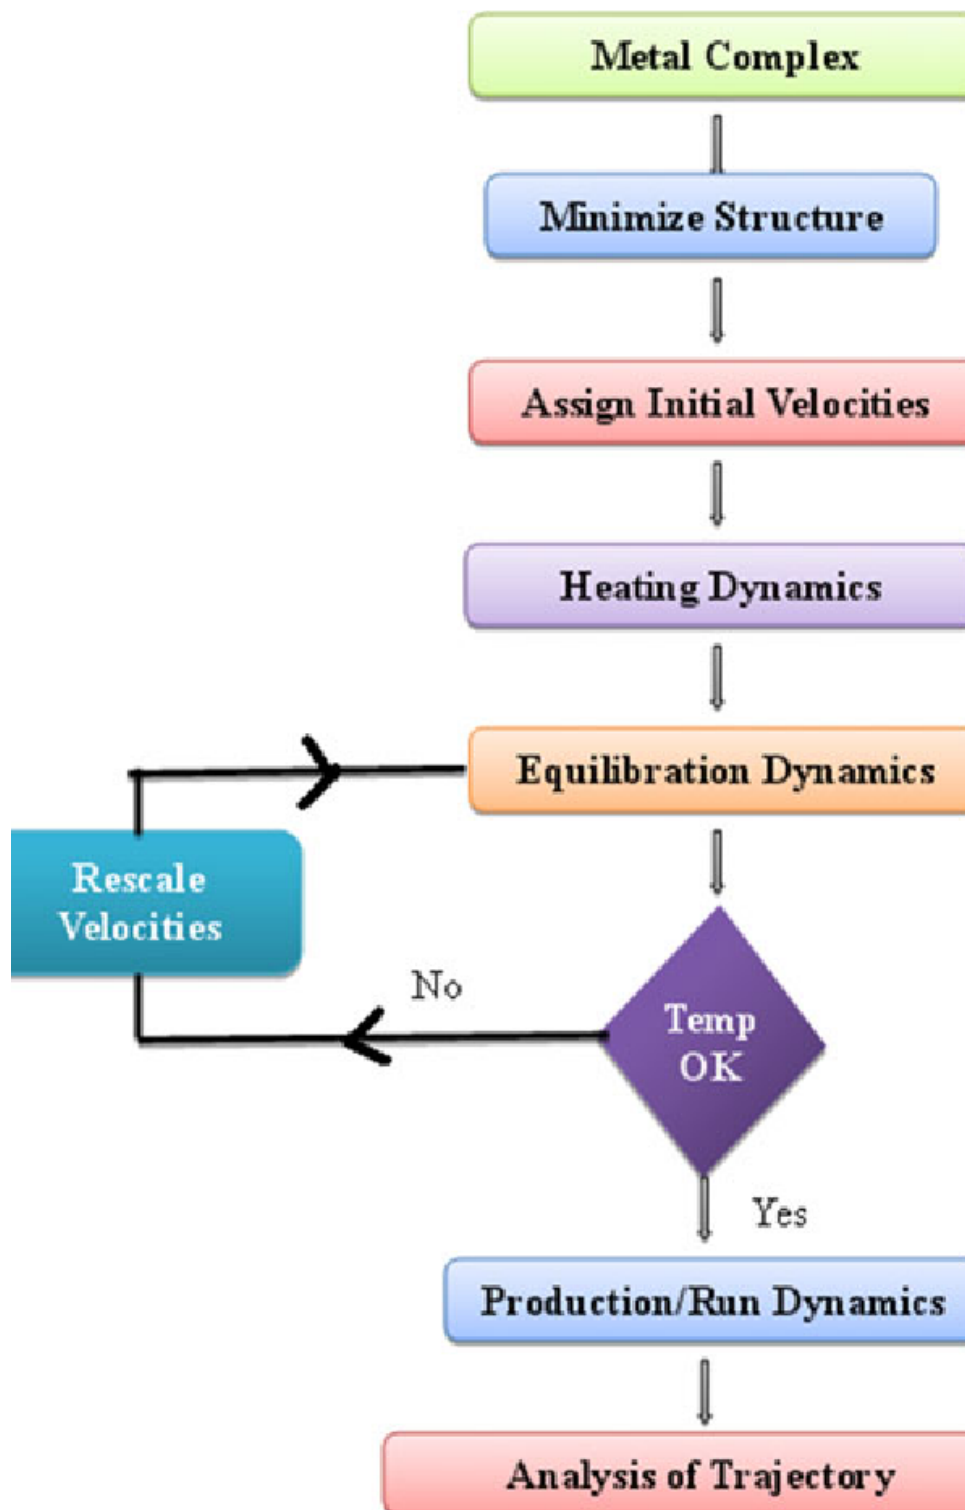 Metal Complex
Minimize Structure
Assign Initial Velocities
Heating Dynamics
Equilibration Dynamics
Rescale
Velocities
No
Temp
OK
Yes
Production/Run Dynamics
Analysis of Trajectory